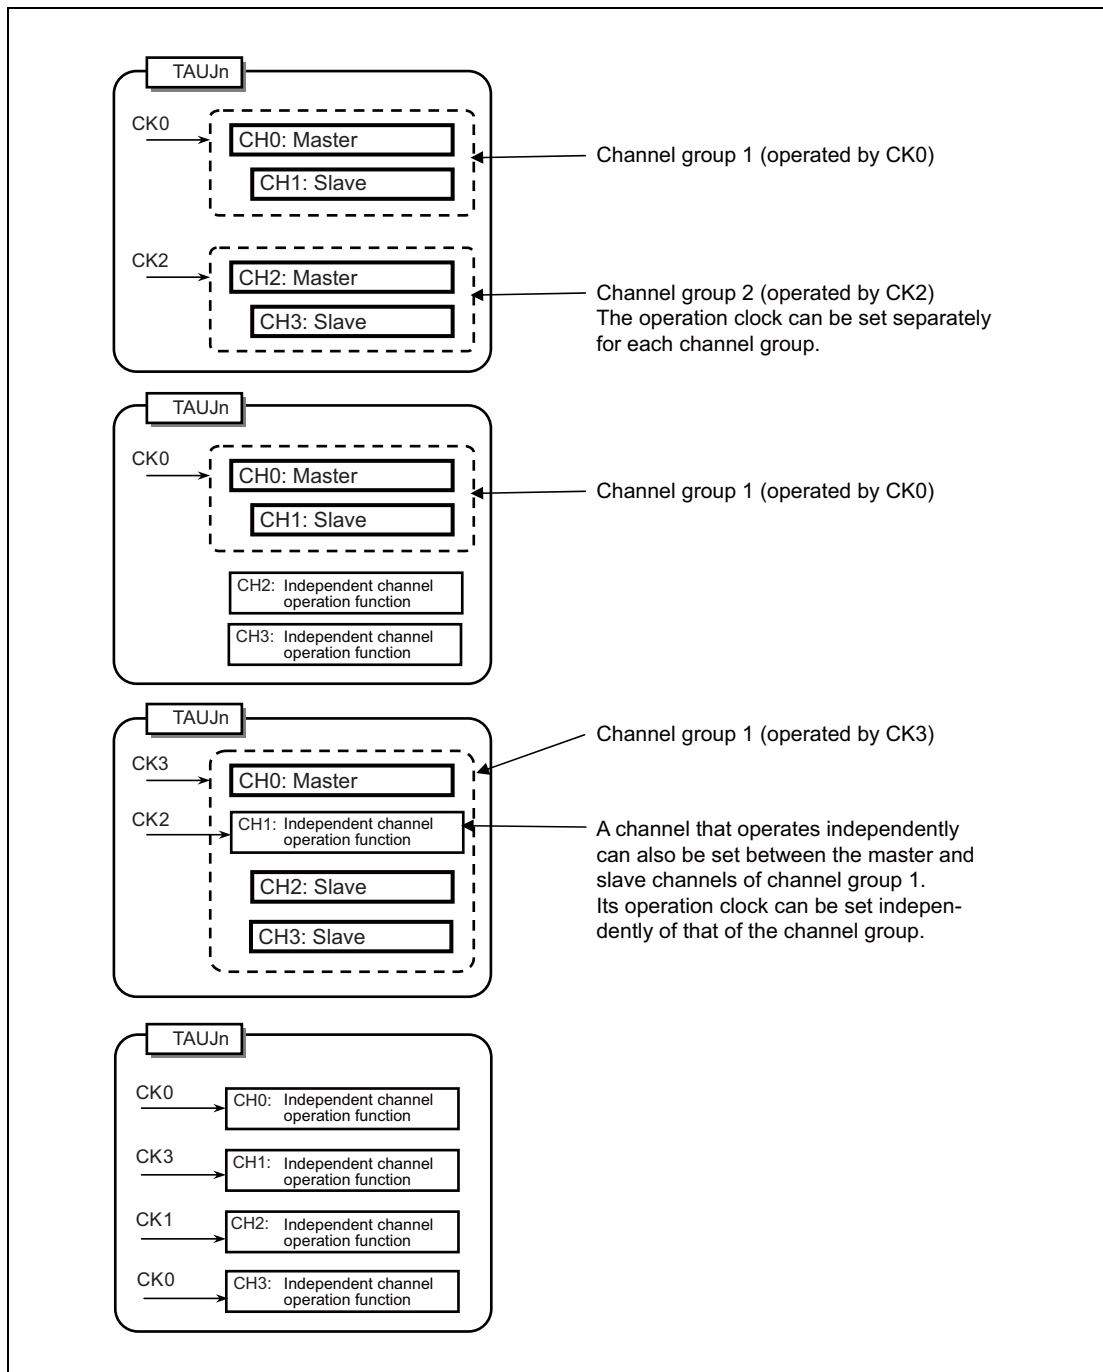 TAUJn
CK0
CH0: Master
CH1: Slave
Channel group 1 (operated by CK0)
CK2
CH2: Master
CH3: Slave
Channel group 2 (operated by CK2)
The operation clock can be set separately
for each channel group.
TAUJn
CK0
CH0: Master
CH1: Slave
Channel group 1 (operated by CK0)
CH2: Independent channel
operation function
CH3: Independent channel
operation function
TAUJn
Channel group 1 (operated by CK3)
CK3
CH0: Master
CK2
CH1: Independent channel
operation function
CH2: Slave
CH3: Slave
A channel that operates independently
can also be set between the master and
slave channels of channel group 1.
Its operation clock can be set indepen-
dently of that of the channel group.
TAUJn
CK0
CH0: Independent channel
operation function
CK3
CH1: Independent channel
operation function
CK1
CH2: Independent channel
operation function
CK0
CH3: Independent channel
operation function